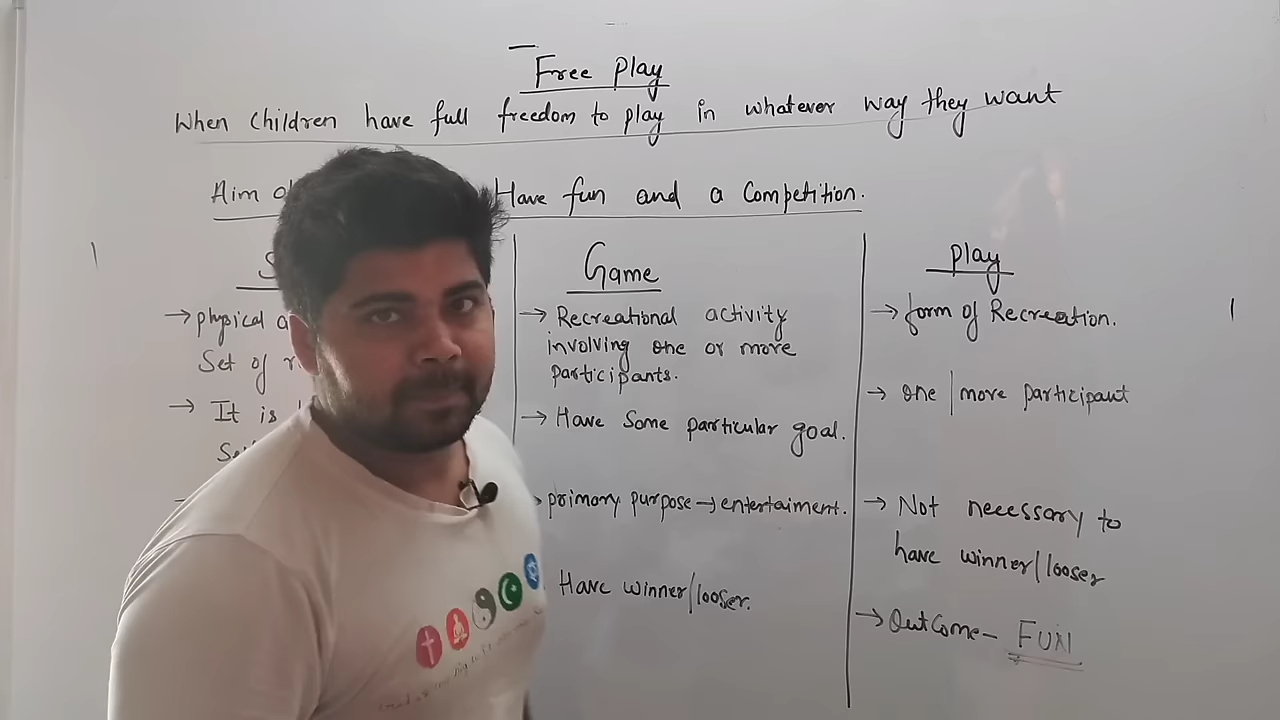 Free play
When children have full freedom to play in whatever way they want
Aim Have fun and a Competition.
Game
play
→ physical
Set of
→ It is
→ Recreational activity
involving one or more
participants.
→ Have Some particular goal.
primary purpose → entertaiment.
Have winner/looser.
→ form of Recreation.
→ one/more participant
→ Not necessary to
have winner/looser
→ OutCome - FUN